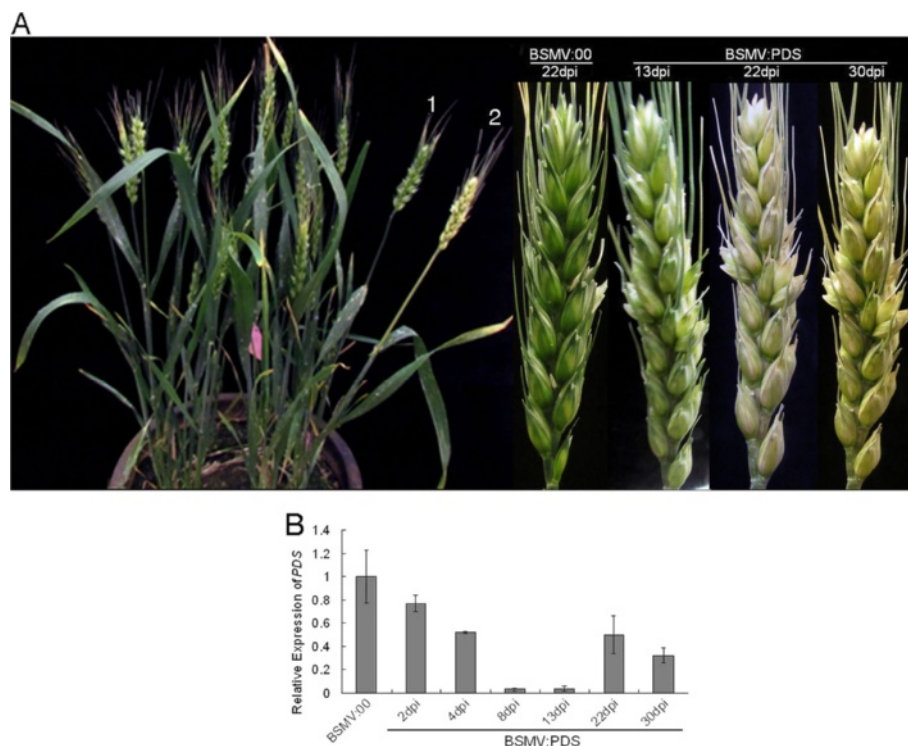 A
BSMV:00 BSMV:PDS
22dpi 13dpi 22dpi 30dpi
1
2
B
Relative Expression of PDS
1.4
1.2
1
0.8
0.6
0.4
0.2
0
BSMV:00 2dpi 4dpi 8dpi 13dpi 22dpi 30dpi
BSMV:PDS